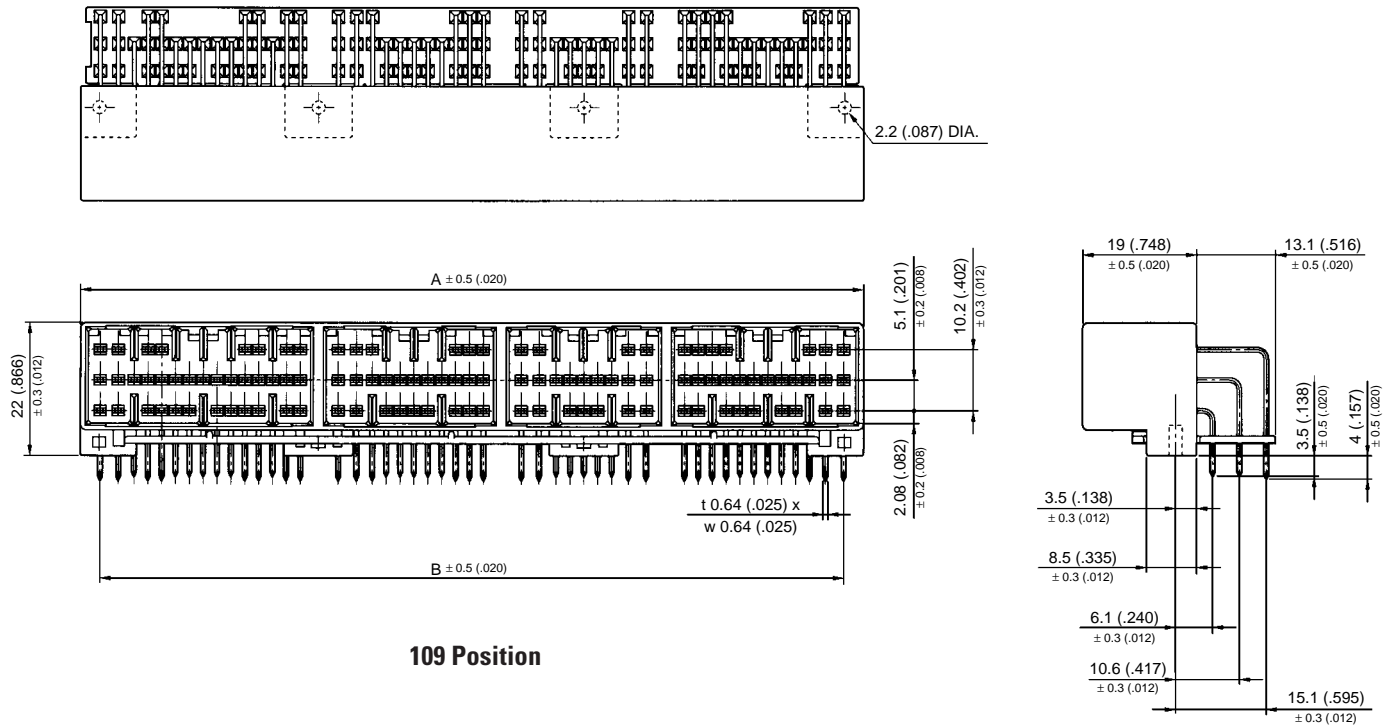 2.2 (.087) DIA.
A ± 0.5 (.020)
22 (.866)
± 0.3 (.012)
5.1 (.201)
± 0.2 (.008)
10.2 (.402)
± 0.3 (.012)
2.08 (.082)
± 0.2 (.008)
t 0.64 (.025) x
w 0.64 (.025)
B ± 0.5 (.020)
109 Position
19 (.748)
± 0.5 (.020)
13.1 (.516)
± 0.5 (.020)
3.5 (.138)
± 0.5 (.020)
4 (.157)
± 0.5 (.020)
3.5 (.138)
± 0.3 (.012)
8.5 (.335)
± 0.3 (.012)
6.1 (.240)
± 0.3 (.012)
10.6 (.417)
± 0.3 (.012)
15.1 (.595)
± 0.3 (.012)